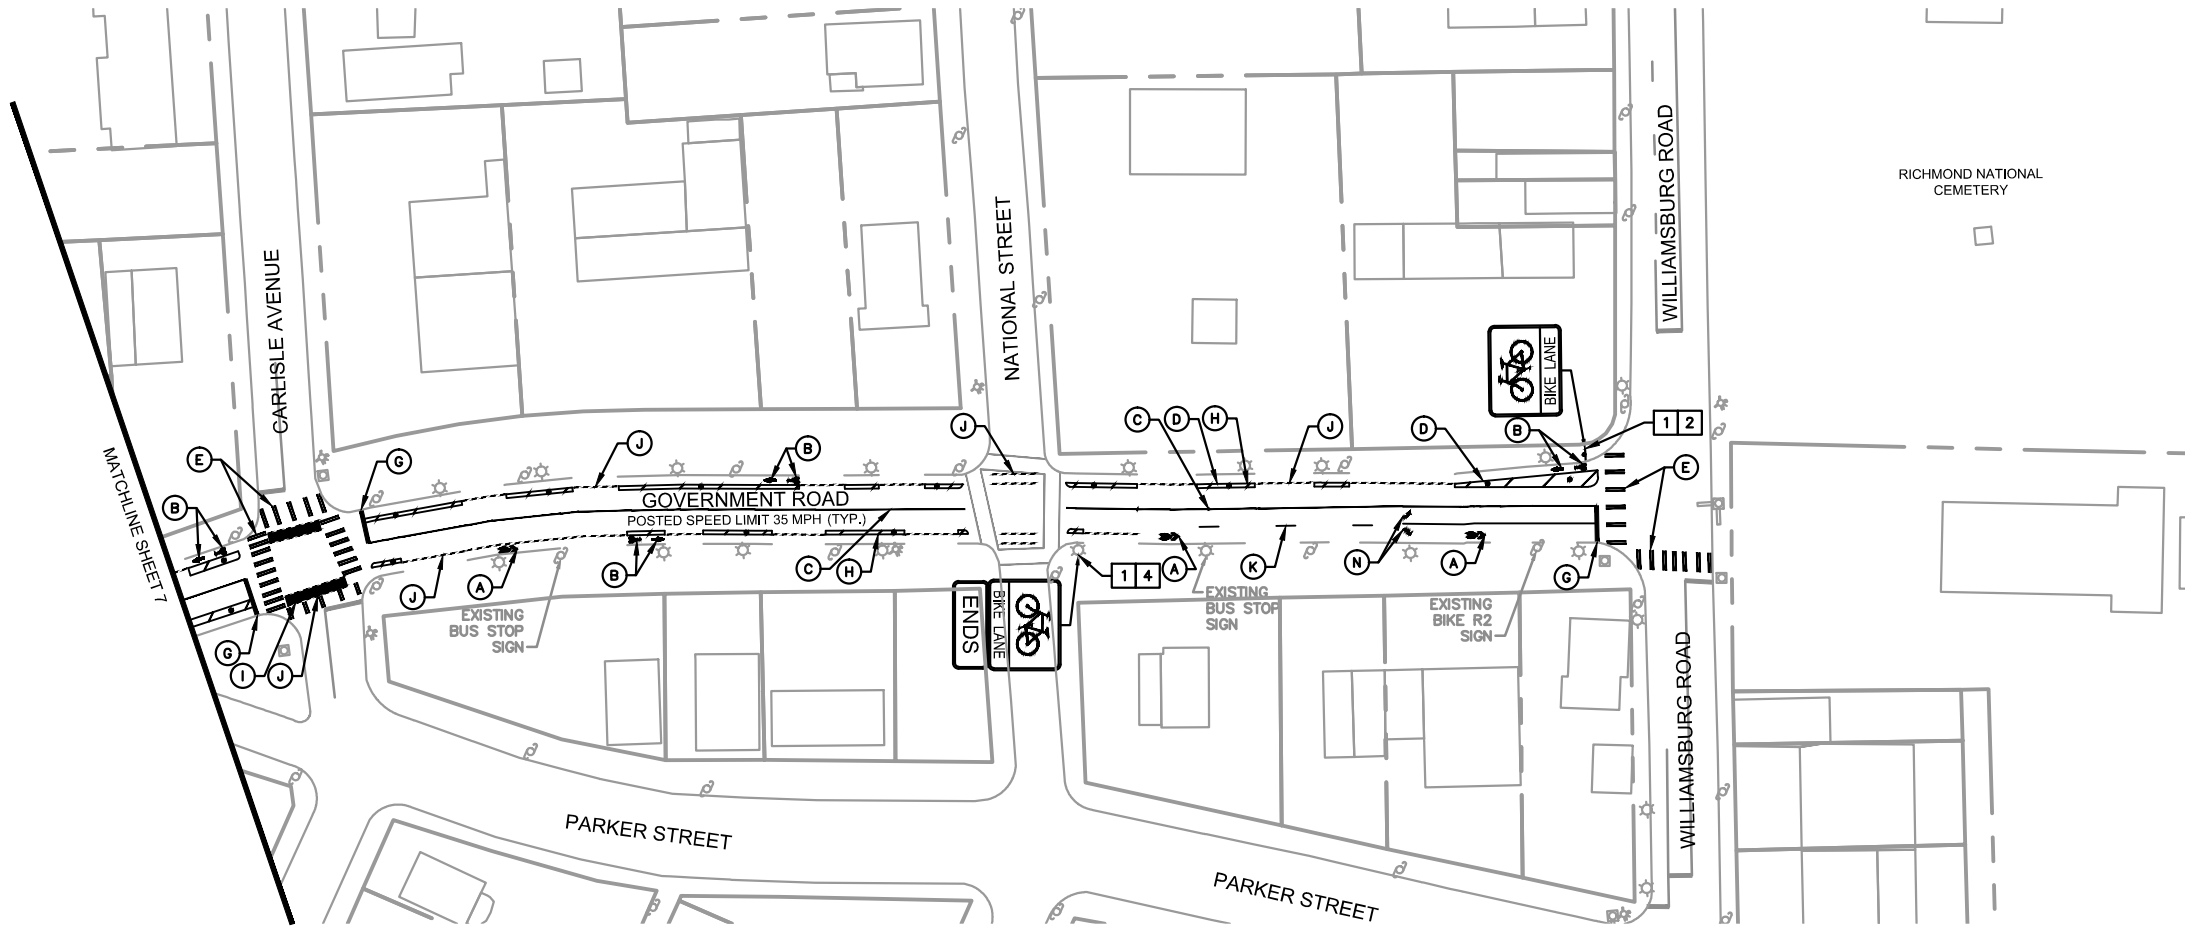 RICHMOND NATIONAL
CEMETERY
WILLIAMSBURG ROAD
NATIONAL STREET
CARLISLE AVENUE
BIKE LANE
1 2
C
D
H
J
D
B
J
J
B
G
E
B
E
MATCHLINE SHEET 7
GOVERNMENT ROAD
POSTED SPEED LIMIT 35 MPH (TYP.)
G
I
J
J
A
B
C
H
1 4
A
K
N
A
G
EXISTING
BUS STOP
SIGN
ENDS
BIKE LANE
EXISTING
BUS STOP
SIGN
EXISTING
BIKE R2
SIGN
WILLIAMSBURG ROAD
PARKER STREET
PARKER STREET